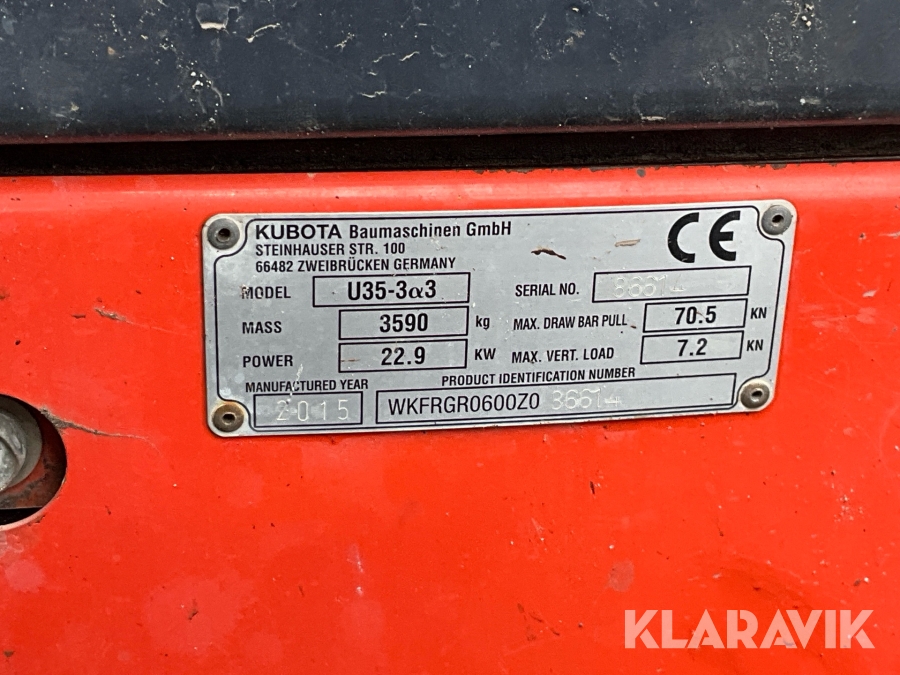 KUBOTA Baumaschinen GmbH
STEINHAUSER STR. 100
66482 ZWEIBRÜCKEN GERMANY
CE
MODEL U35-3α3 SERIAL NO. 36614
MASS 3590 kg MAX. DRAW BAR PULL 70.5 KN
POWER 22.9 KW MAX. VERT. LOAD 7.2 KN
MANUFACTURED YEAR PRODUCT IDENTIFICATION NUMBER
2015 WKFRGR0600Z0 36614
KLARAVIK